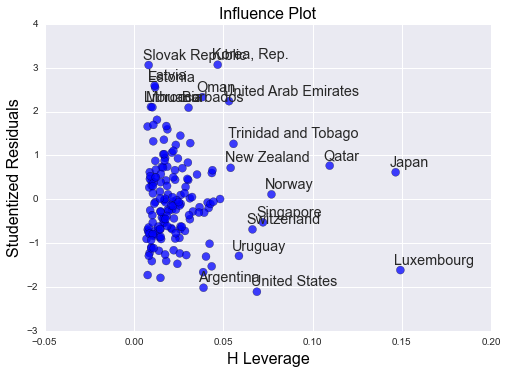 Influence Plot
4
3
2
1
0
−1
−2
−3
Studentized Residuals
Slovak Republic
Korea, Rep.
Latvia
Estonia
Oman
United Arab Emirates
Barbados
Trinidad and Tobago
New Zealand
Qatar
Japan
Norway
Singapore
Switzerland
Uruguay
Luxembourg
Argentina
United States
−0.05
0.00
0.05
0.10
0.15
0.20
H Leverage